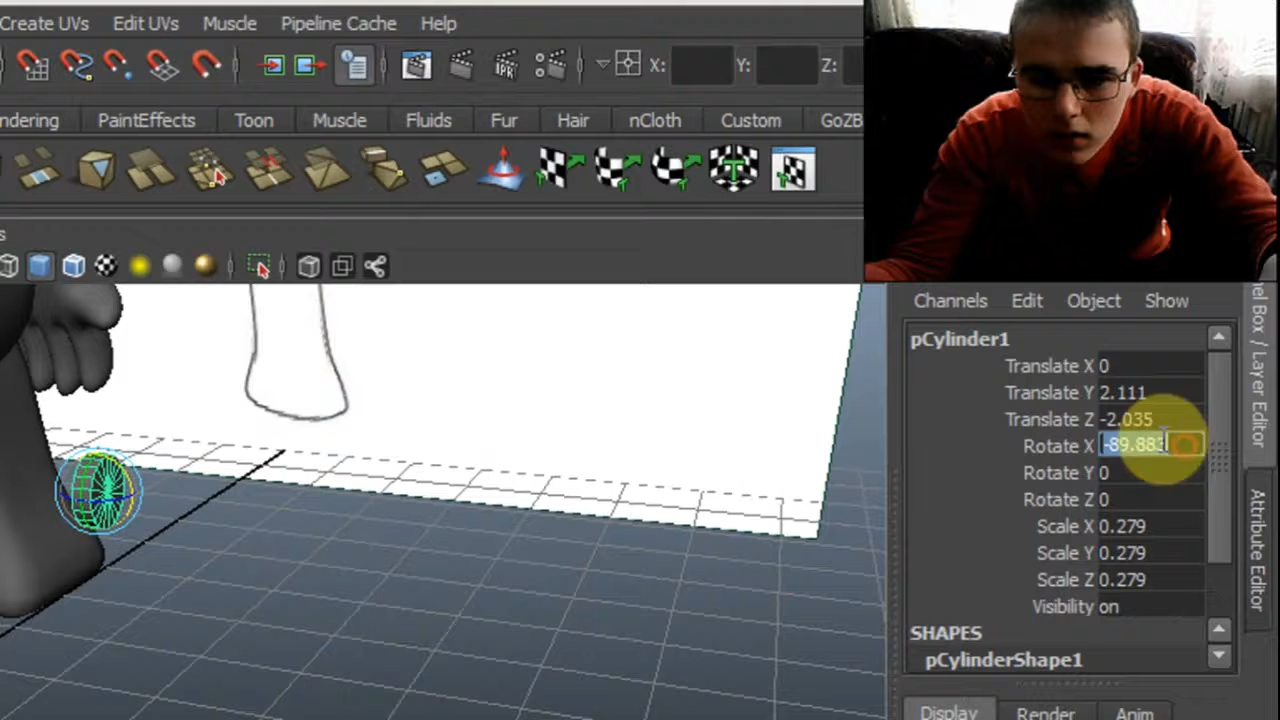 Create UVs Edit UVs Muscle Pipeline Cache Help
X: Y: Z:
ndering PaintEffects Toon Muscle Fluids Fur Hair nCloth Custom GoZB
IPR
s
Channels Edit Object Show
pCylinder1
Translate X 0
Translate Y 2.111
Translate Z -2.035
Rotate X -89.883
Rotate Y 0
Rotate Z 0
Scale X 0.279
Scale Y 0.279
Scale Z 0.279
Visibility on
SHAPES
pCylinderShape1
Display Render Anim
nel Box / Layer Editor
Attribute Editor